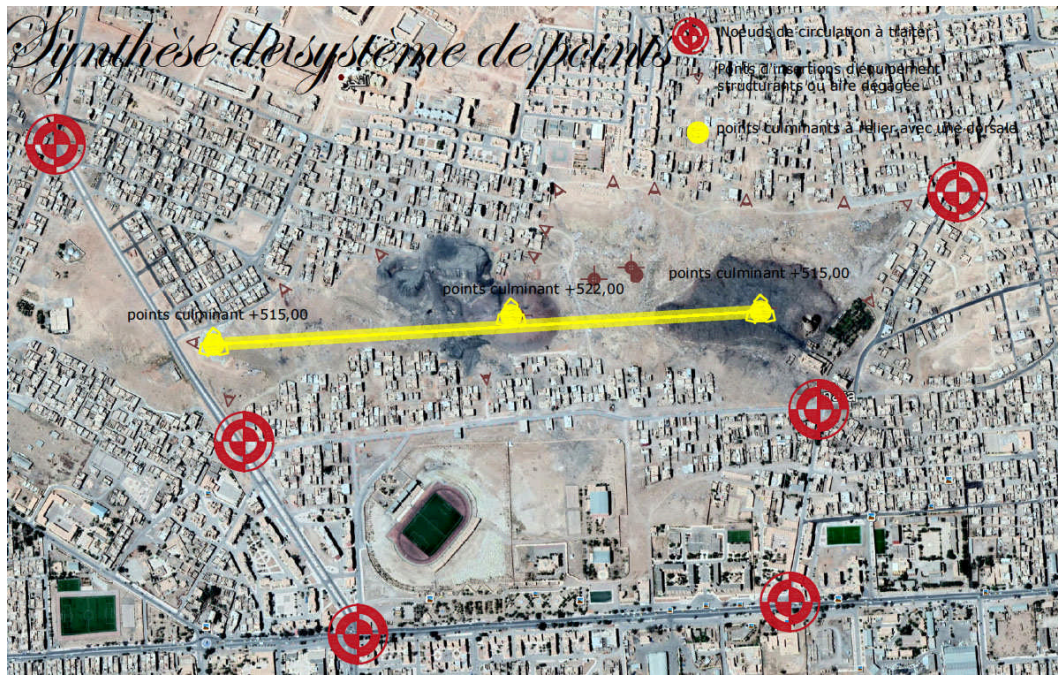 Synthèse de système de points
Noeuds de circulation à traiter
Ponts d'insertions d'équipement
structurants ou aire dégagée
points culminants à relier avec une dorsale
points culminant +515,00
points culminant +522,00
points culminant +515,00